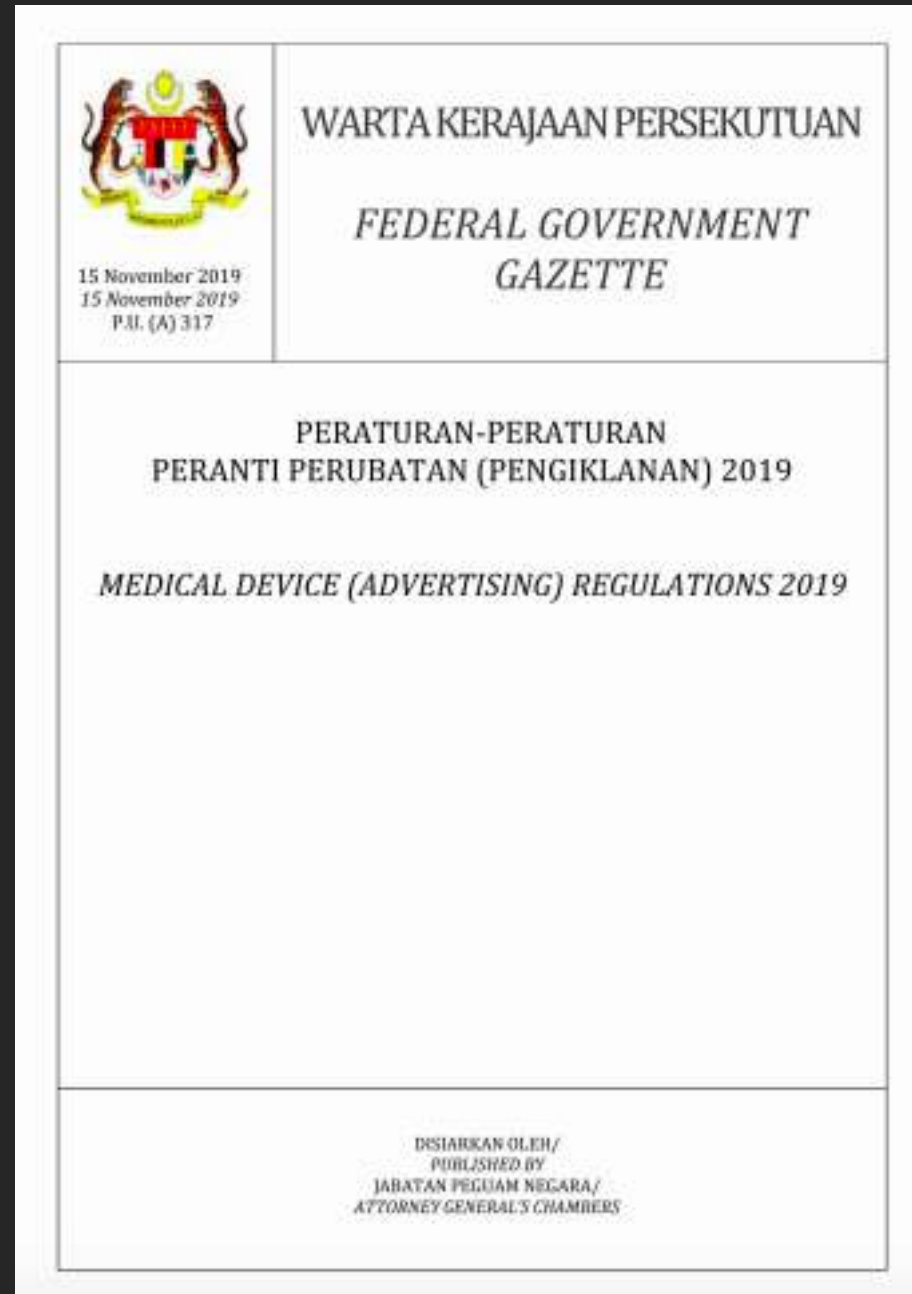 15 November 2019
15 November 2019
P.U. (A) 317
WARTA KERAJAAN PERSEKUTUAN
FEDERAL GOVERNMENT
GAZETTE
PERATURAN-PERATURAN
PERANTI PERUBATAN (PENGIKLANAN) 2019
MEDICAL DEVICE (ADVERTISING) REGULATIONS 2019
DISIARKAN OLEH/
PUBLISHED BY
JABATAN PEGUAM NEGARA/
ATTORNEY GENERAL'S CHAMBERS